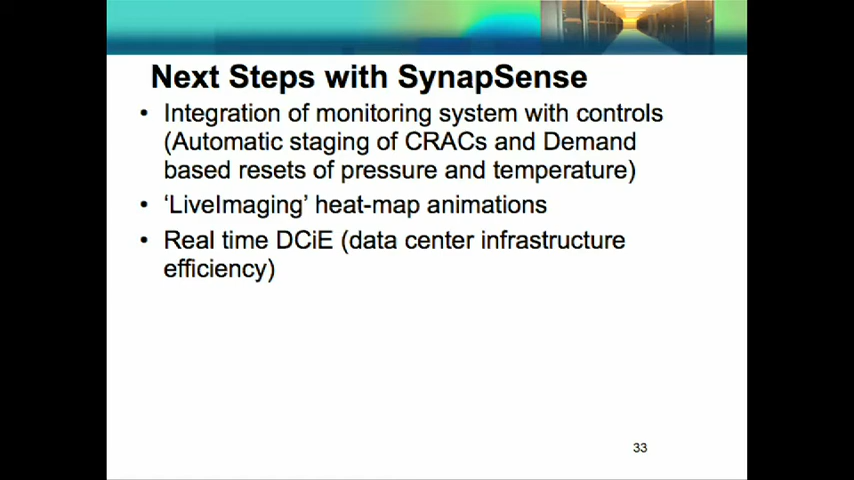 Next Steps with SynapSense
• Integration of monitoring system with controls
(Automatic staging of CRACs and Demand
based resets of pressure and temperature)
• ‘LiveImaging’ heat-map animations
• Real time DCiE (data center infrastructure
efficiency)
33